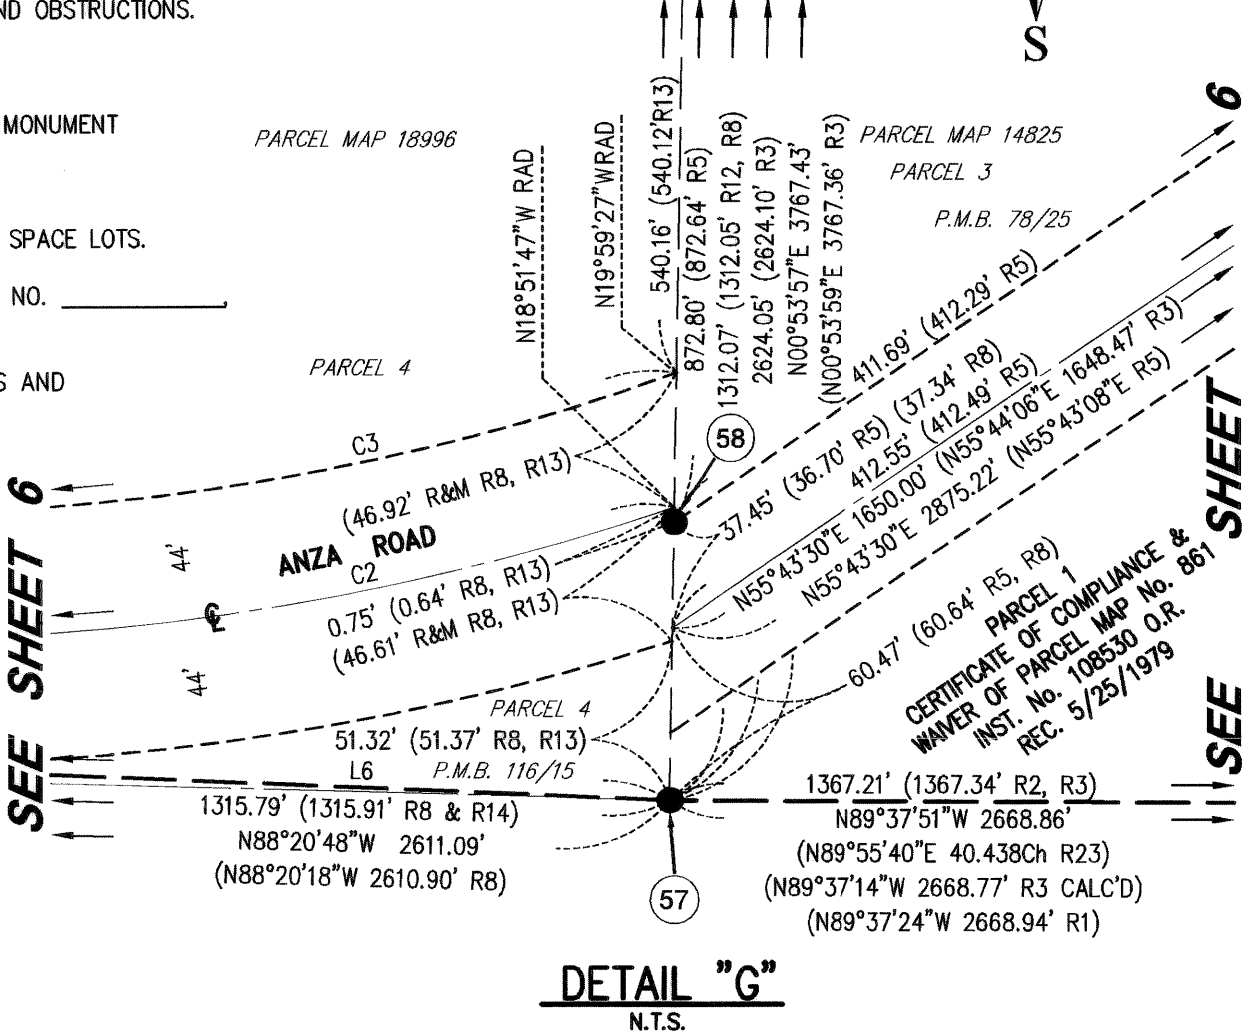 ND OBSTRUCTIONS.
S
MONUMENT
SPACE LOTS.
NO.
S AND
PARCEL MAP 18996
PARCEL 4
N18°51'47"W RAD
N19°59'27"WRAD
540.16' (540.12'R13)
872.80' (872.64' R5)
1312.07' (1312.05' R12, R8)
2624.05' (2624.10' R3)
N00°53'57"E 3767.43'
(N00°53'59"E 3767.36' R3)
PARCEL MAP 14825
PARCEL 3
P.M.B. 78/25
6
SHEET
SEE
411.69' (412.29' R5)
37.45' (36.70' R5) (37.34' R8)
412.55' (412.49' R5)
N55°43'30"E 1650.00' (N55°44'06"E 1648.47' R3)
N55°43'30"E 2875.22' (N55°43'08"E R5)
58
C3
(46.92' R&M R8, R13)
ANZA ROAD
C2
0.75' (0.64' R8, R13)
(46.61' R&M R8, R13)
44'
44'
CL
SEE SHEET 6
60.47' (60.64' R5, R8)
PARCEL 1
CERTIFICATE OF COMPLIANCE &
WAIVER OF PARCEL MAP No. 861
INST. No. 108530 O.R.
REC. 5/25/1979
PARCEL 4
P.M.B. 116/15
51.32' (51.37' R8, R13)
L6
1315.79' (1315.91' R8 & R14)
N88°20'48"W 2611.09'
(N88°20'18"W 2610.90' R8)
57
1367.21' (1367.34' R2, R3)
N89°37'51"W 2668.86'
(N89°55'40"E 40.438Ch R23)
(N89°37'14"W 2668.77' R3 CALC'D)
(N89°37'24"W 2668.94' R1)
DETAIL "G"
N.T.S.